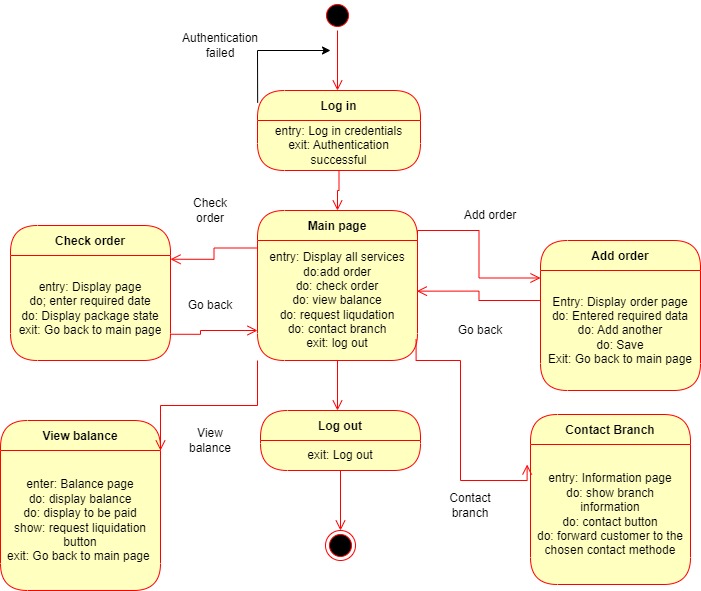 Authentication
failed
Log in
entry: Log in credentials
exit: Authentication
successful
Check
order
Add order
Main page
entry: Display all services
do:add order
do: check order
do: view balance
do: request liqudation
do: contact branch
exit: log out
Check order
entry: Display page
do; enter required date
do: Display package state
exit: Go back to main page
Go back
Add order
Entry: Display order page
do: Entered required data
do: Add another
do: Save
Exit: Go back to main page
Go back
View
balance
View balance
enter: Balance page
do: display balance
do: display to be paid
show: request liquidation
button
exit: Go back to main page
Log out
exit: Log out
Contact
branch
Contact Branch
entry: Information page
do: show branch
information
do: contact button
do: forward customer to the
chosen contact methode